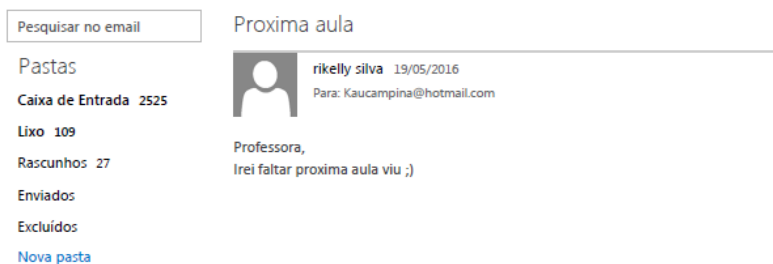 Pesquisar no email
Pastas
Caixa de Entrada 2525
Lixo 109
Rascunhos 27
Enviados
Excluídos
Nova pasta
Proxima aula
rikelly silva 19/05/2016
Para: Kaucampina@hotmail.com
Professora,
Irei faltar proxima aula viu ;)